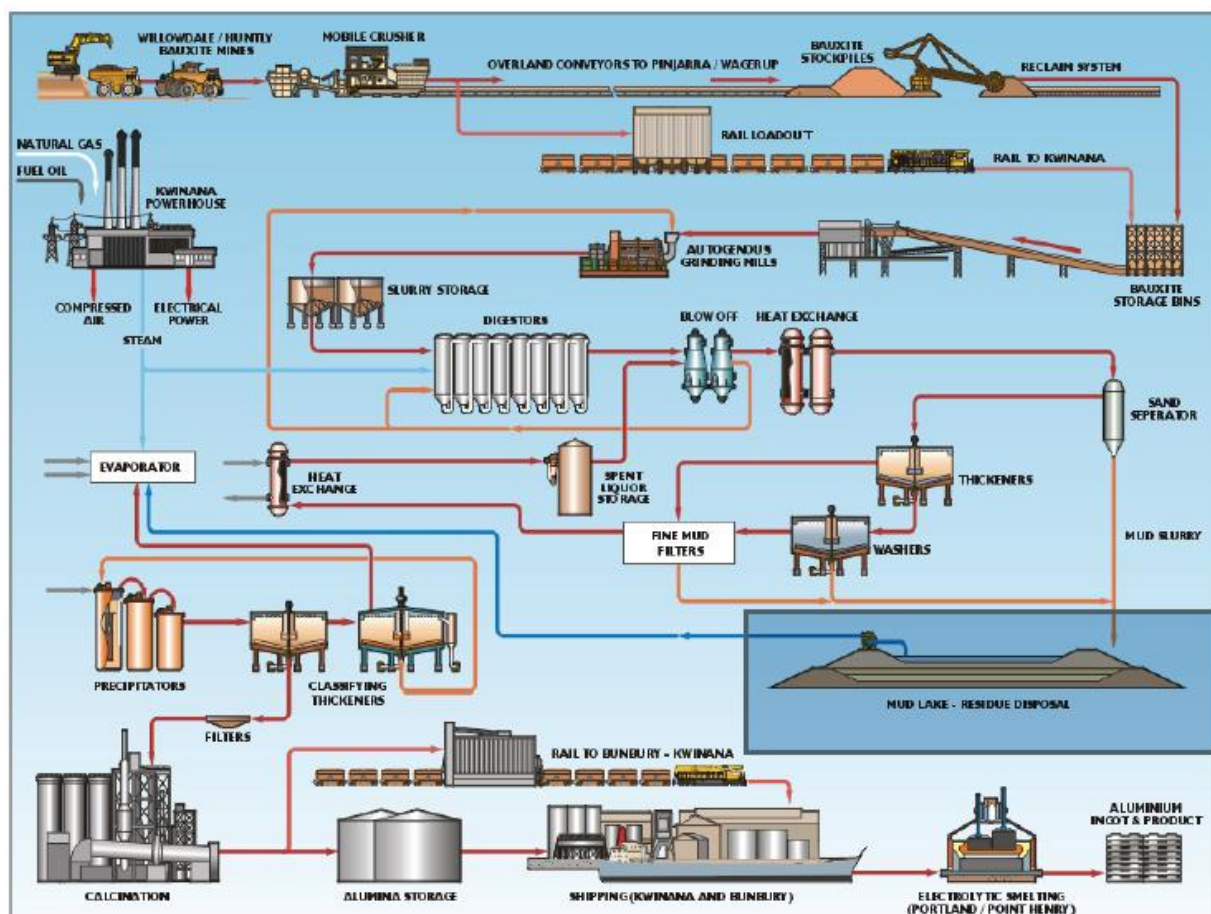 WILLOWDALE / HUNTLY
BAUXITE MINES
MOBILE CRUSHER
OVERLAND CONVEYORS TO PINJARRA / WAGERUP
BAUXITE
STOCKPILES
RECLAIM SYSTEM
RAIL LOADOUT
RAIL TO KWINANA
NATURAL GAS
FUEL OIL
KWINANA
POWERHOUSE
COMPRESSED
AIR
ELECTRICAL
POWER
STEAM
AUTOGENOUS
GRINDING MILLS
BAUXITE
STORAGE BINS
SLURRY STORAGE
DIGESTORS
BLOW OFF
HEAT EXCHANGE
SAND
SEPERATOR
EVAPORATOR
HEAT
EXCHANGE
SPENT
LIQUOR
STORAGE
THICKENERS
FINE MUD
FILTERS
WASHERS
MUD SLURRY
PRECIPITATORS
CLASSIFYING
THICKENERS
MUD LAKE - RESIDUE DISPOSAL
FILTERS
RAIL TO BUNBURY - KWINANA
CALCINATION
ALUMINA STORAGE
SHIPPING (KWINANA AND BUNBURY)
ELECTROLYTIC SMELTING
(PORTLAND / POINT HENRY)
ALUMINIUM
INGOT & PRODUCT